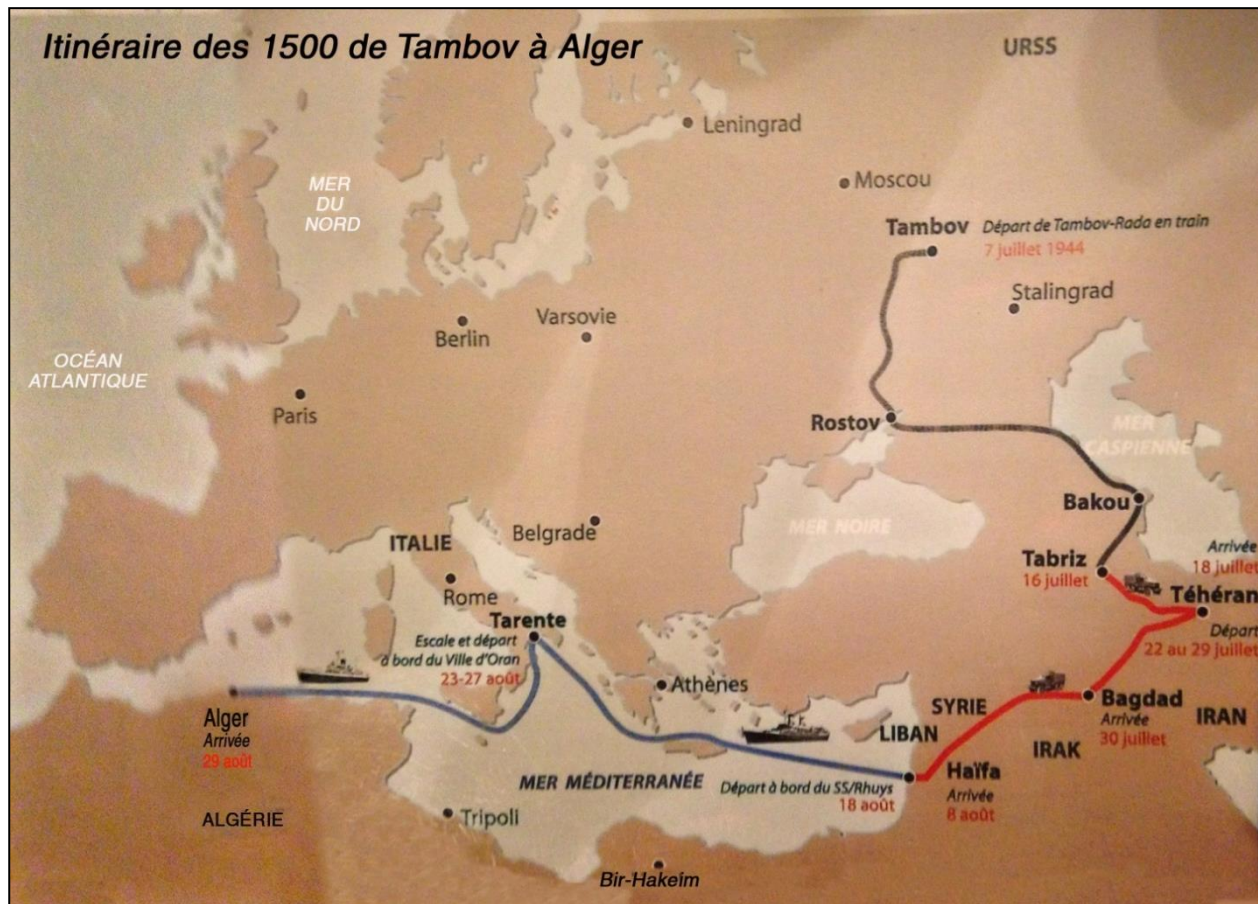 Itinéraire des 1500 de Tambov à Alger
URSS
Leningrad
Moscou
MER
DU
NORD
Tambov
Départ de Tambov-Rada en train
7 juillet 1944
Stalingrad
Varsovie
Berlin
OCÉAN
ATLANTIQUE
Paris
Rostov
MER
CASPIENNE
Bakou
MER NOIRE
Belgrade
ITALIE
Rome
Tabriz
16 juillet
Arrivée
18 juillet
Téhéran
Départ
22 au 29 juillet
Tarente
Escale et départ
à bord du Ville d'Oran
23-27 août
Athènes
Bagdad
Arrivée
30 juillet
SYRIE
LIBAN
IRAK
IRAN
Alger
Arrivée
29 août
MER MÉDITERRANÉE
Départ à bord du SS/Rhuys
18 août
Haïfa
Arrivée
8 août
ALGÉRIE
Tripoli
Bir-Hakeîm